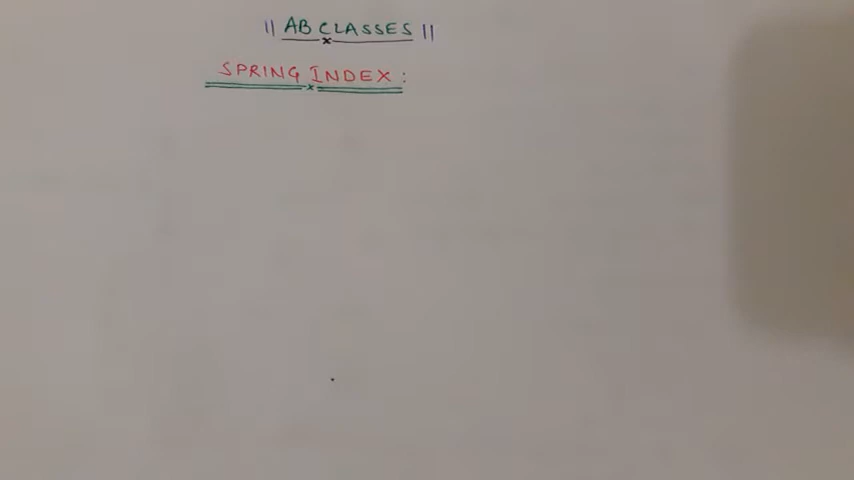 || AB CLASSES ||
SPRING INDEX :